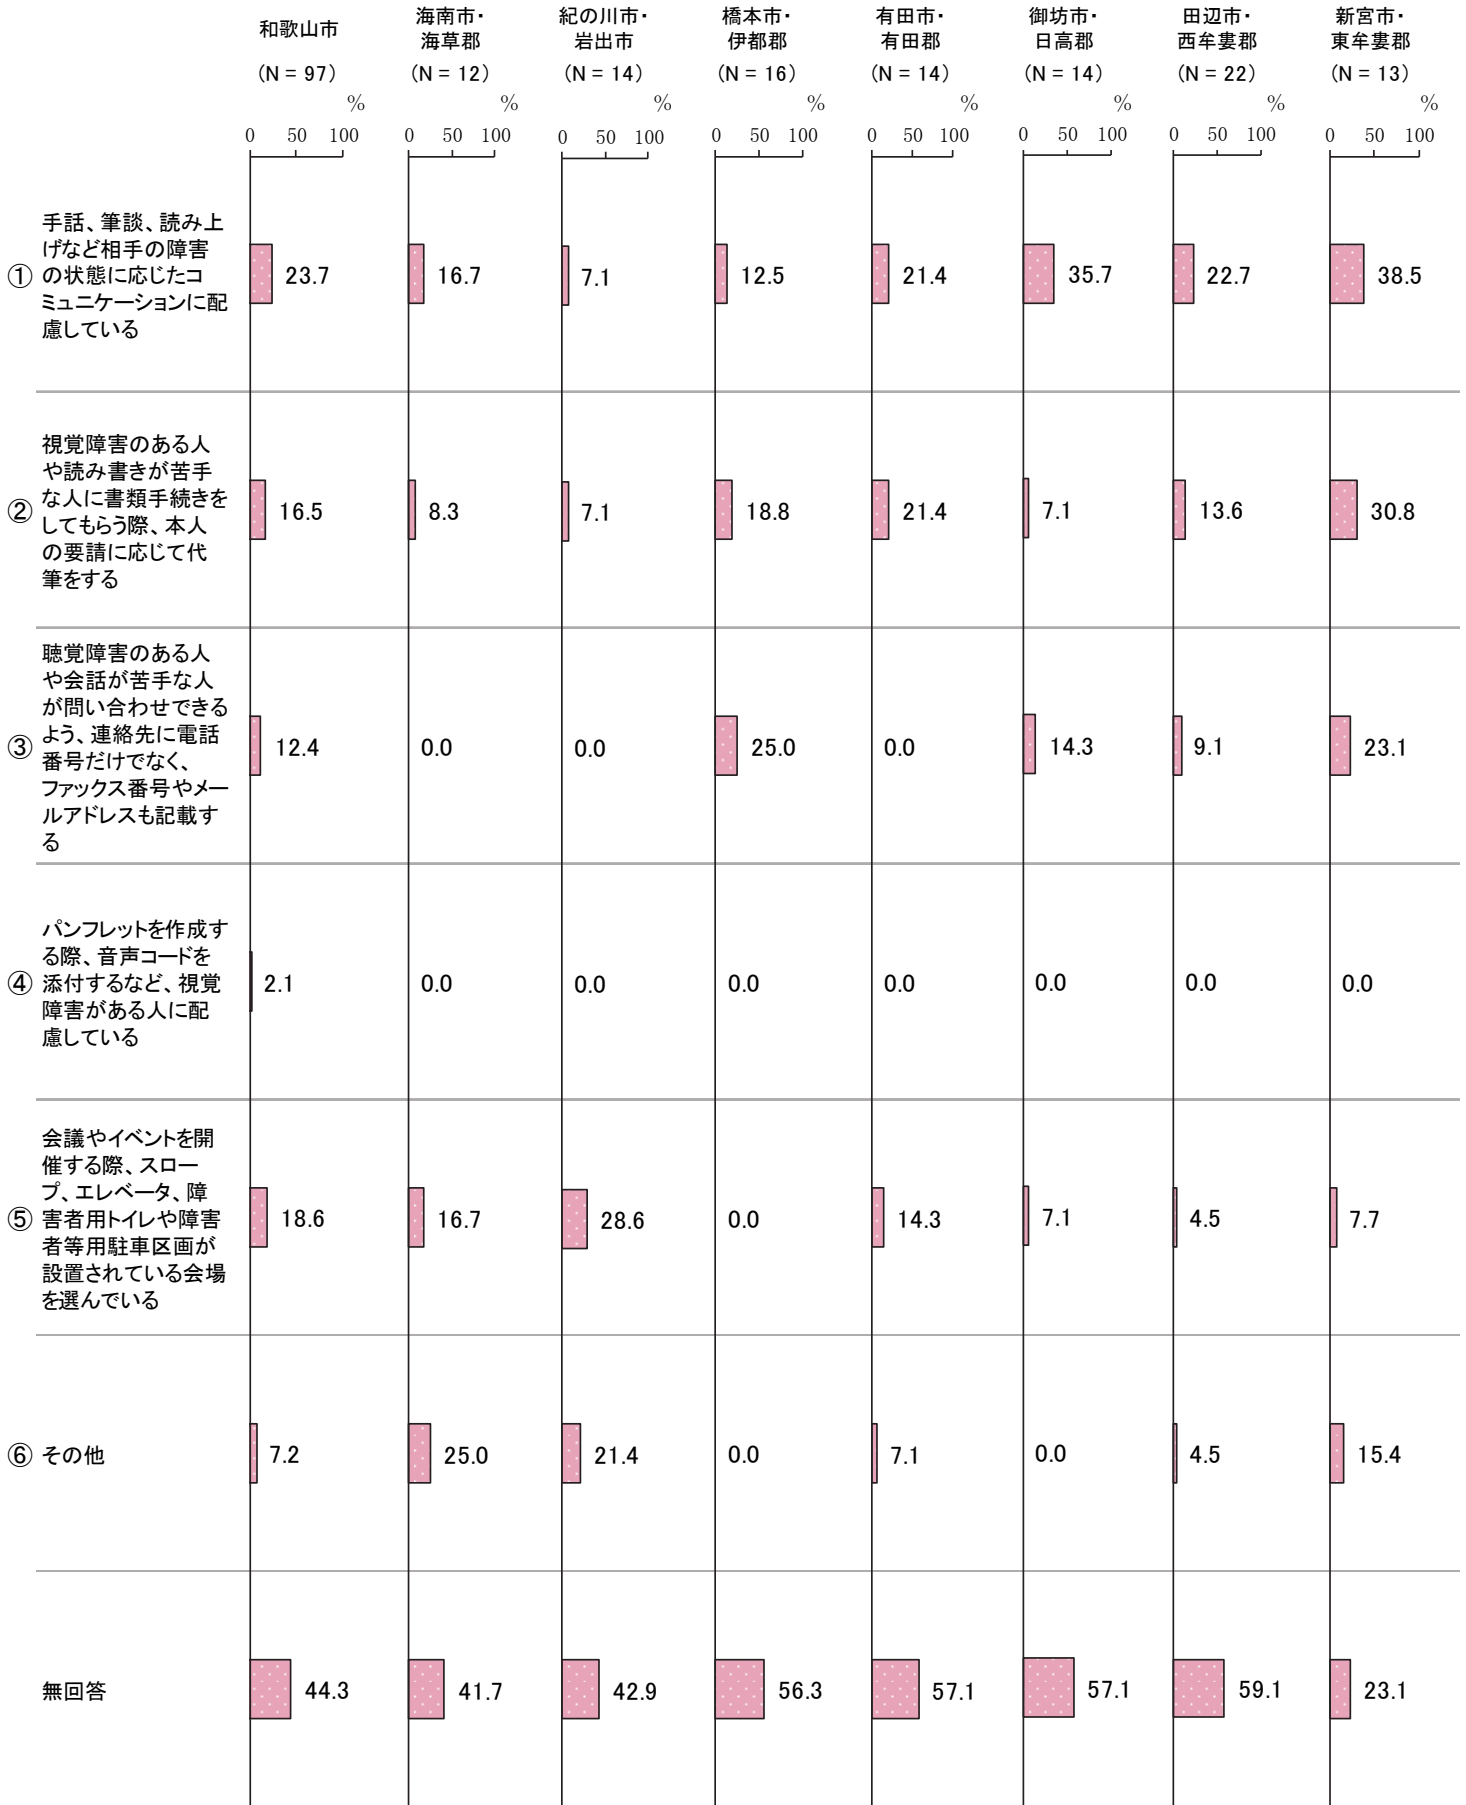 和歌山市
海南市・
海草郡
紀の川市・
岩出市
橋本市・
伊都郡
有田市・
有田郡
御坊市・
日高郡
田辺市・
西牟婁郡
新宮市・
東牟婁郡
（N = 97） （N = 12） （N = 14） （N = 16） （N = 14） （N = 14） （N = 22） （N = 13）
% % % % % % % %
0 50 100 0 50 100 0 50 100 0 50 100 0 50 100 0 50 100 0 50 100 0 50 100
①
手話、筆談、読み上
げなど相手の障害
の状態に応じたコ
ミュニケーションに配
慮している
23.7 16.7 7.1 12.5 21.4 35.7 22.7 38.5
②
視覚障害のある人
や読み書きが苦手
な人に書類手続きを
してもらう際、本人
の要請に応じて代
筆をする
16.5 8.3 7.1 18.8 21.4 7.1 13.6 30.8
③
聴覚障害のある人
や会話が苦手な人
が問い合わせできる
よう、連絡先に電話
番号だけでなく、
ファックス番号やメー
ルアドレスも記載す
る
12.4 0.0 0.0 25.0 0.0 14.3 9.1 23.1
④
パンフレットを作成す
る際、音声コードを
添付するなど、視覚
障害がある人に配
慮している
2.1 0.0 0.0 0.0 0.0 0.0 0.0 0.0
⑤
会議やイベントを開
催する際、スロー
プ、エレベータ、障
害者用トイレや障害
者等用駐車区画が
設置されている会場
を選んでいる
18.6 16.7 28.6 0.0 14.3 7.1 4.5 7.7
⑥ その他
7.2 25.0 21.4 0.0 7.1 0.0 4.5 15.4
無回答
44.3 41.7 42.9 56.3 57.1 57.1 59.1 23.1